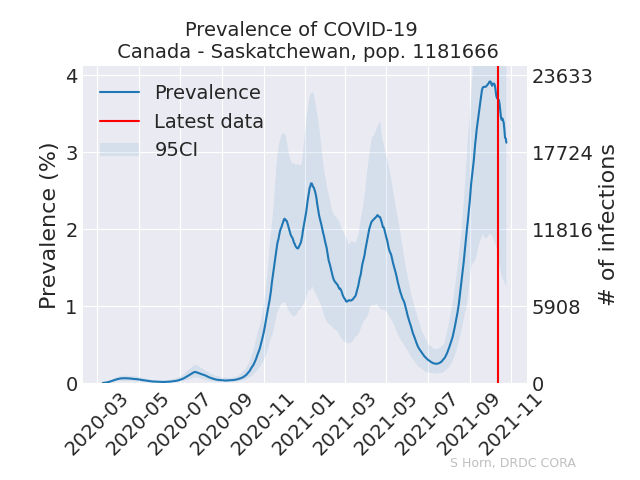 Prevalence of COVID-19
Canada - Saskatchewan, pop. 1181666
Prevalence
Latest data
95CI
Prevalence (%)
4
3
2
1
0
# of infections
23633
17724
11816
5908
0
2020-03
2020-05
2020-07
2020-09
2020-11
2021-01
2021-03
2021-05
2021-07
2021-09
2021-11
S Horn, DRDC CORA